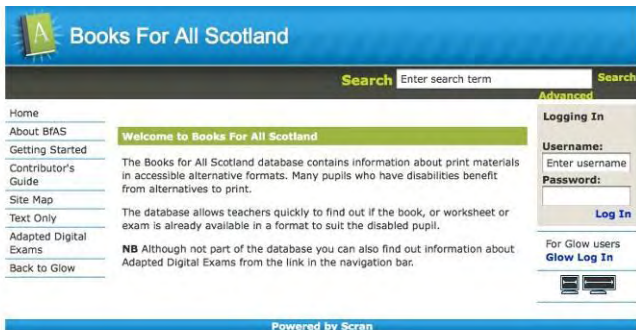 A
Books For All Scotland
Search
Enter search term
Search
Advanced
Home
About BfAS
Getting Started
Contributor's
Guide
Site Map
Text Only
Adapted Digital
Exams
Back to Glow
Welcome to Books For All Scotland
The Books for All Scotland database contains information about print materials
in accessible alternative formats. Many pupils who have disabilities benefit
from alternatives to print.
The database allows teachers quickly to find out if the book, or worksheet or
exam is already available in a format to suit the disabled pupil.
NB Although not part of the database you can also find out information about
Adapted Digital Exams from the link in the navigation bar.
Logging In
Username:
Enter username
Password:
Log In
For Glow users
Glow Log In
Powered by Scran